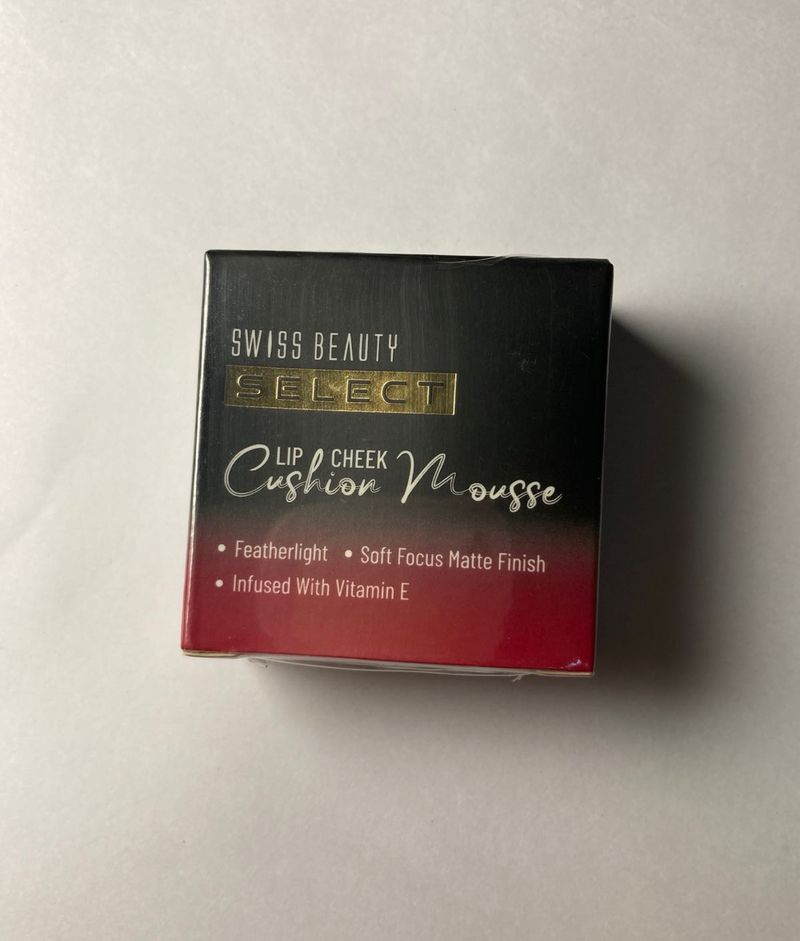 SWISS BEAUTY
SELECT
LIP CHEEK
Cushion Mousse
• Featherlight • Soft Focus Matte Finish
• Infused With Vitamin E